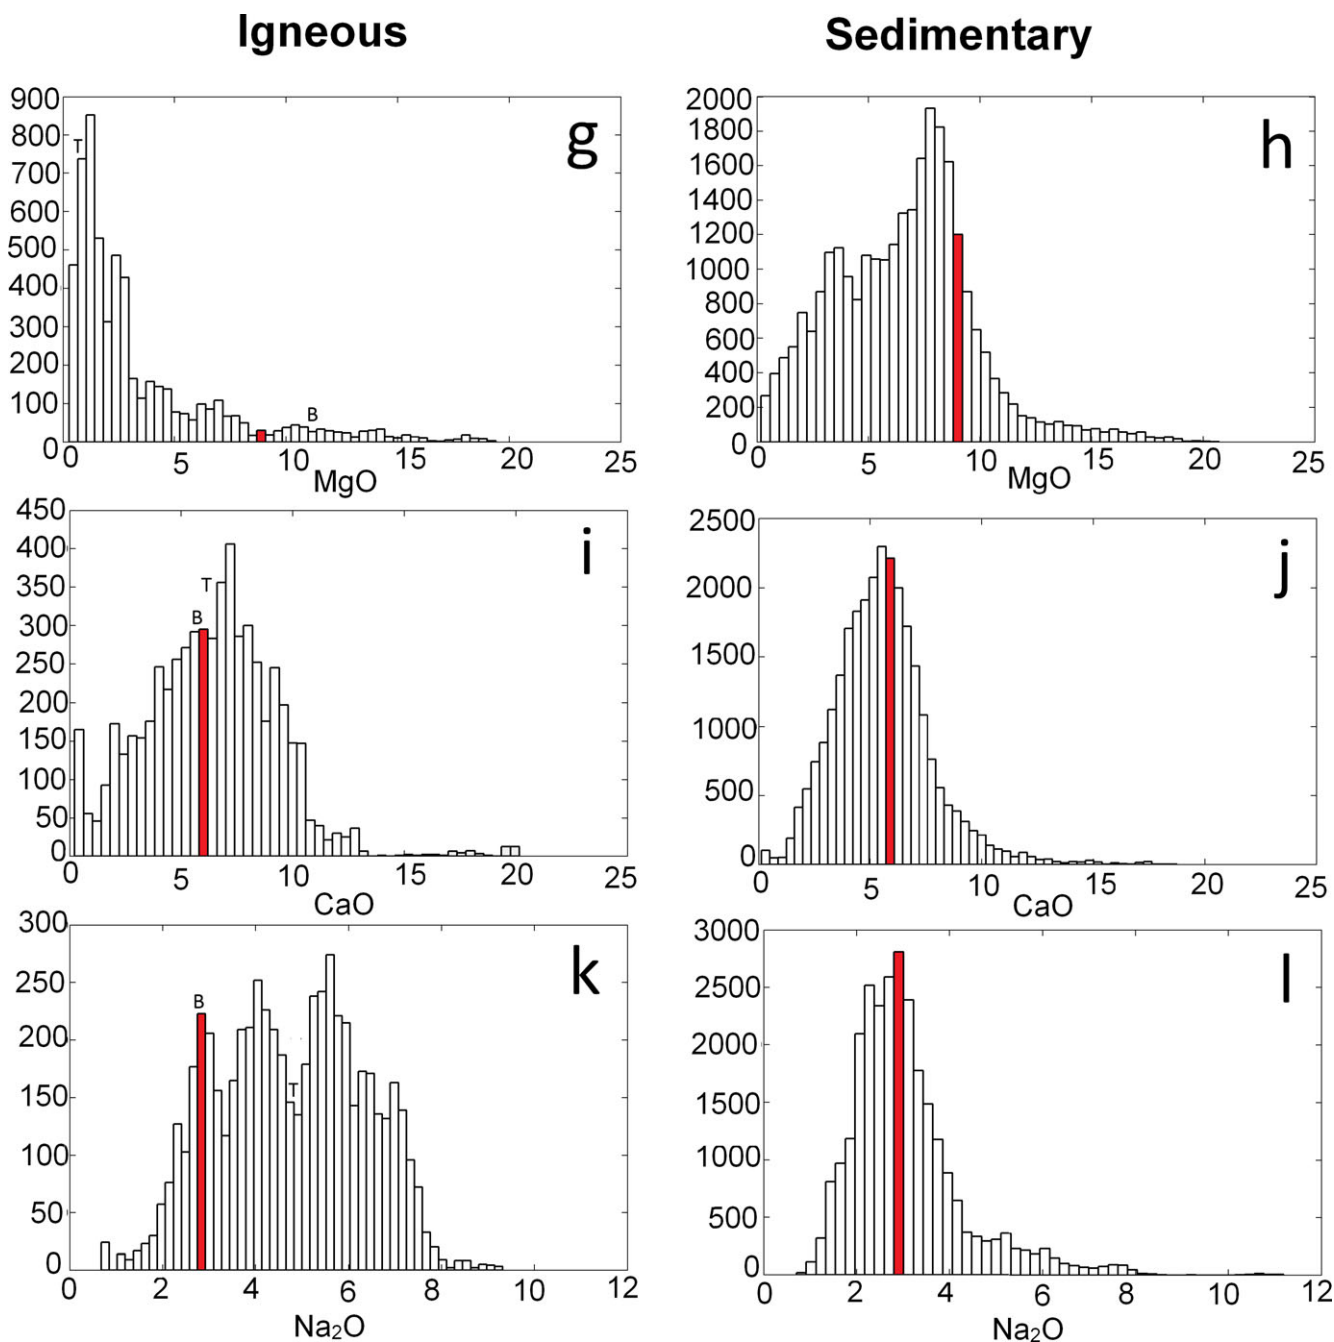 Igneous
Sedimentary
900
800
700
600
500
400
300
200
100
0
T
B
g
0 5 10 15 20 25
MgO
2000
1800
1600
1400
1200
1000
800
600
400
200
0
h
0 5 10 15 20 25
MgO
450
400
350
300
250
200
150
100
50
0
T
B
i
0 5 10 15 20 25
CaO
2500
2000
1500
1000
500
0
j
0 5 10 15 20 25
CaO
300
250
200
150
100
50
0
B
T
k
0 2 4 6 8 10 12
Na₂O
3000
2500
2000
1500
1000
500
0
l
0 2 4 6 8 10 12
Na₂O